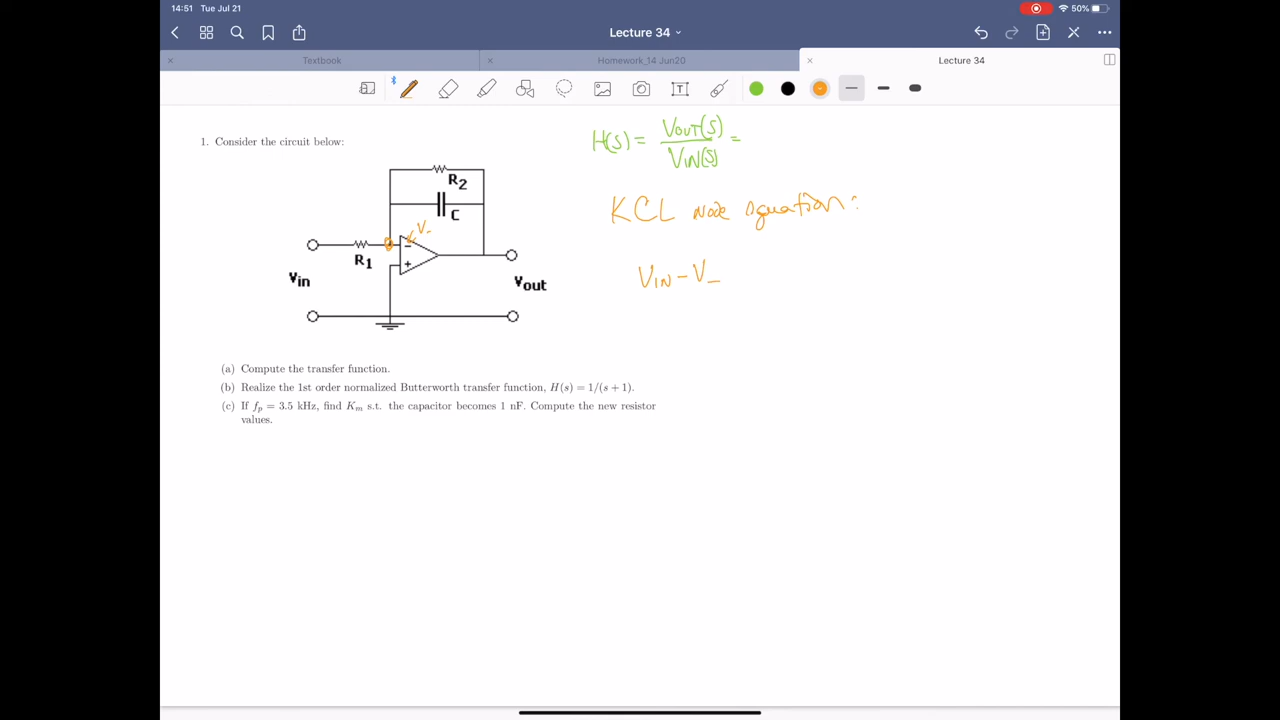 14:51 Tue Jul 21
50%
Lecture 34
Textbook
Homework_14 Jun20
Lecture 34
T
1. Consider the circuit below:
R2
C
V-
R1
Vin
Vout
-
+
H(s) = VOUT(s) / VIN(s) =
KCL Node Equation:
VIN - V-
(a) Compute the transfer function.
(b) Realize the 1st order normalized Butterworth transfer function, H(s) = 1/(s + 1).
(c) If fp = 3.5 kHz, find Km s.t. the capacitor becomes 1 nF. Compute the new resistor
values.